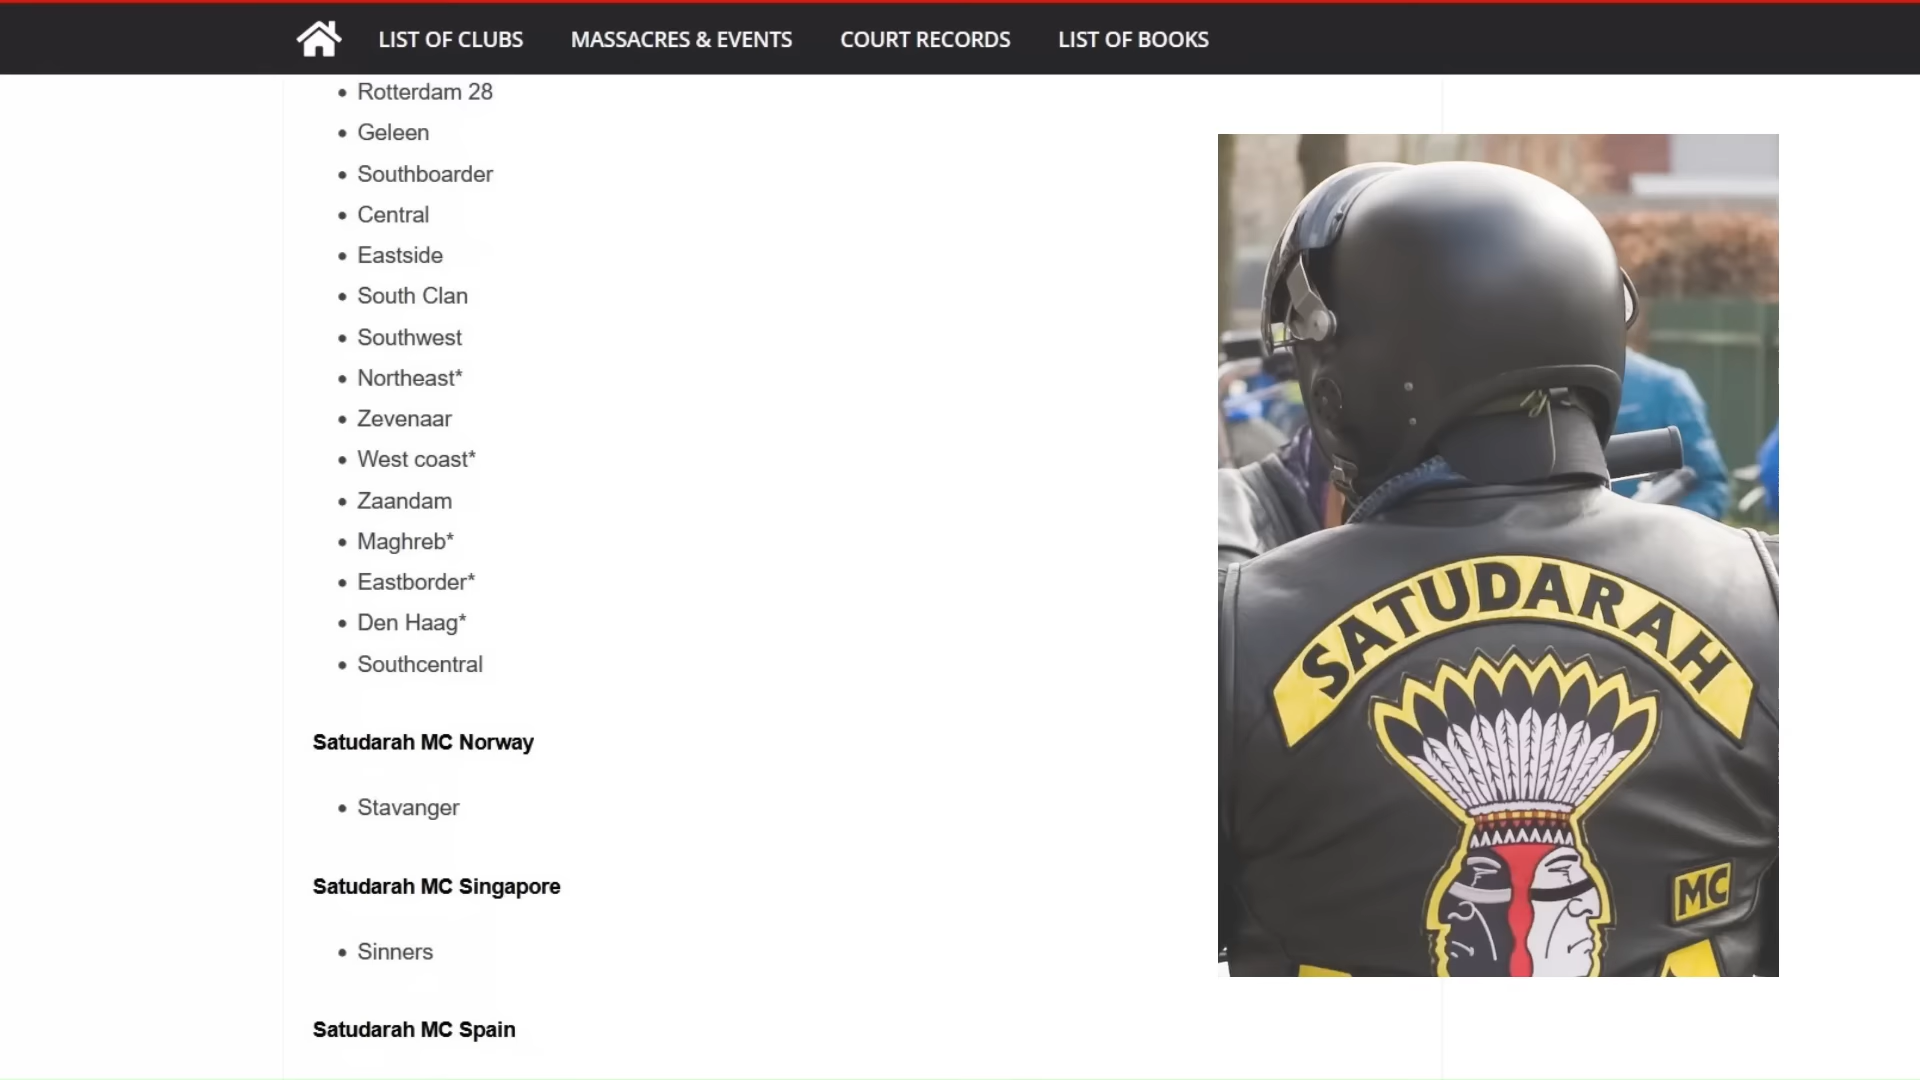 LIST OF CLUBS MASSACRES & EVENTS COURT RECORDS LIST OF BOOKS
Rotterdam 28
Geleen
Southboarder
Central
Eastside
South Clan
Southwest
Northeast*
Zevenaar
West coast*
Zaandam
Maghreb*
Eastborder*
Den Haag*
Southcentral
Satudarah MC Norway
Stavanger
Satudarah MC Singapore
Sinners
Satudarah MC Spain
SATUDARAH
MC